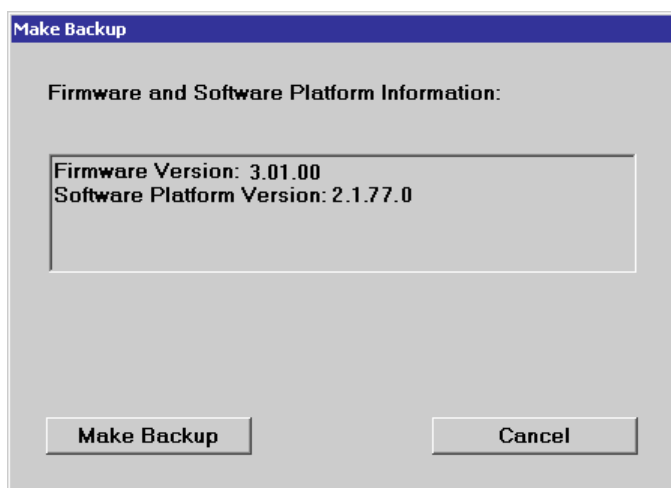 Make Backup
Firmware and Software Platform Information:
Firmware Version: 3.01.00
Software Platform Version: 2.1.77.0
Make Backup
Cancel